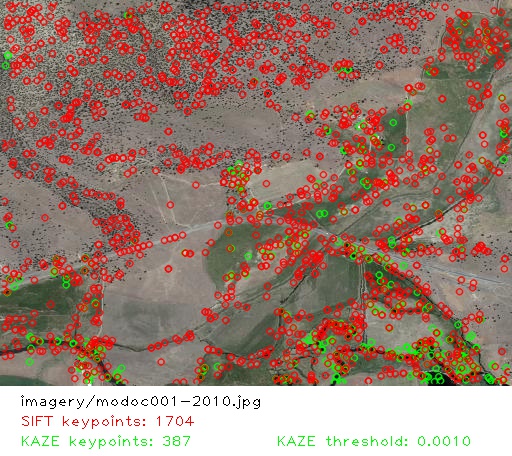 imagery/modoc001-2010.jpg
SIFT keypoints: 1704
KAZE keypoints: 387 KAZE threshold: 0.0010